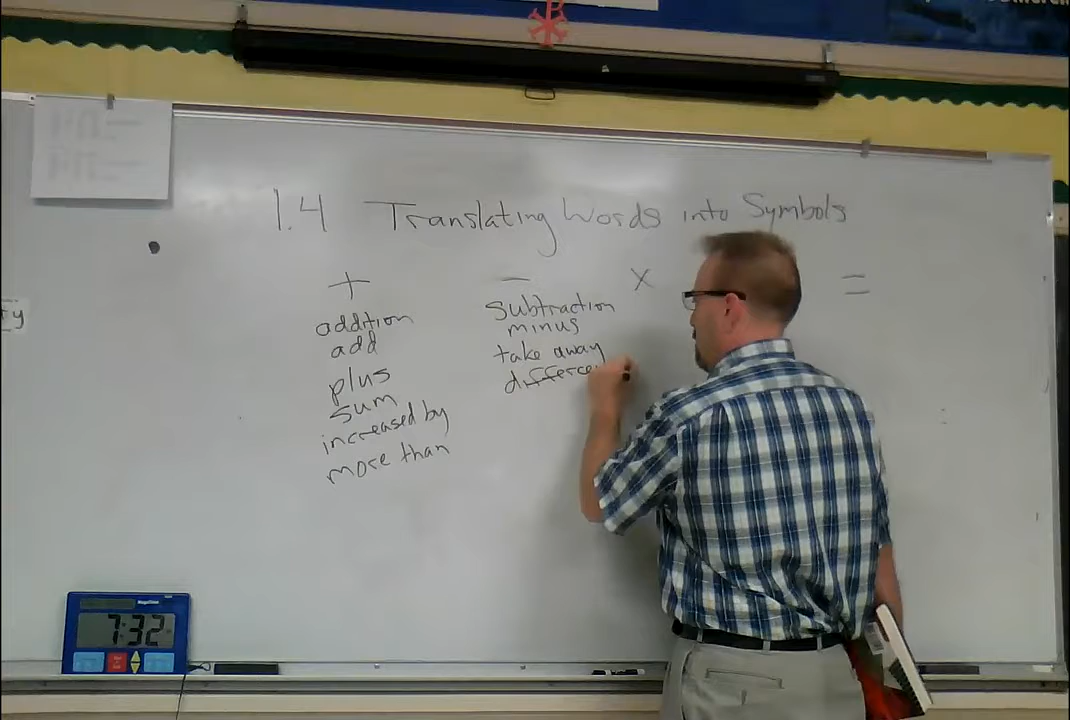 1.4 Translating Words into Symbols
+ − × =
addition
add
plus
sum
increased by
more than
subtraction
minus
take away
7:32